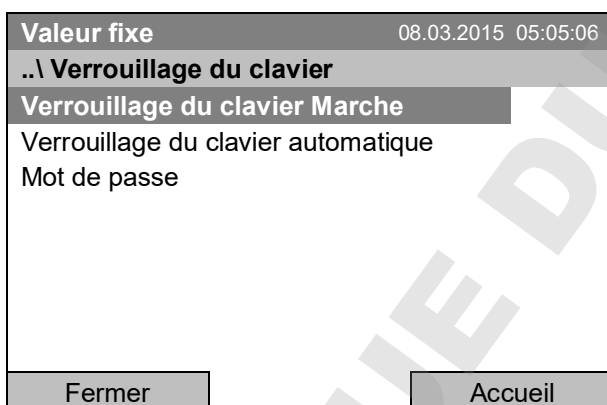 Valeur fixe 08.03.2015 05:05:06
..\ Verrouillage du clavier
Verrouillage du clavier Marche
Verrouillage du clavier automatique
Mot de passe
Fermer Accueil